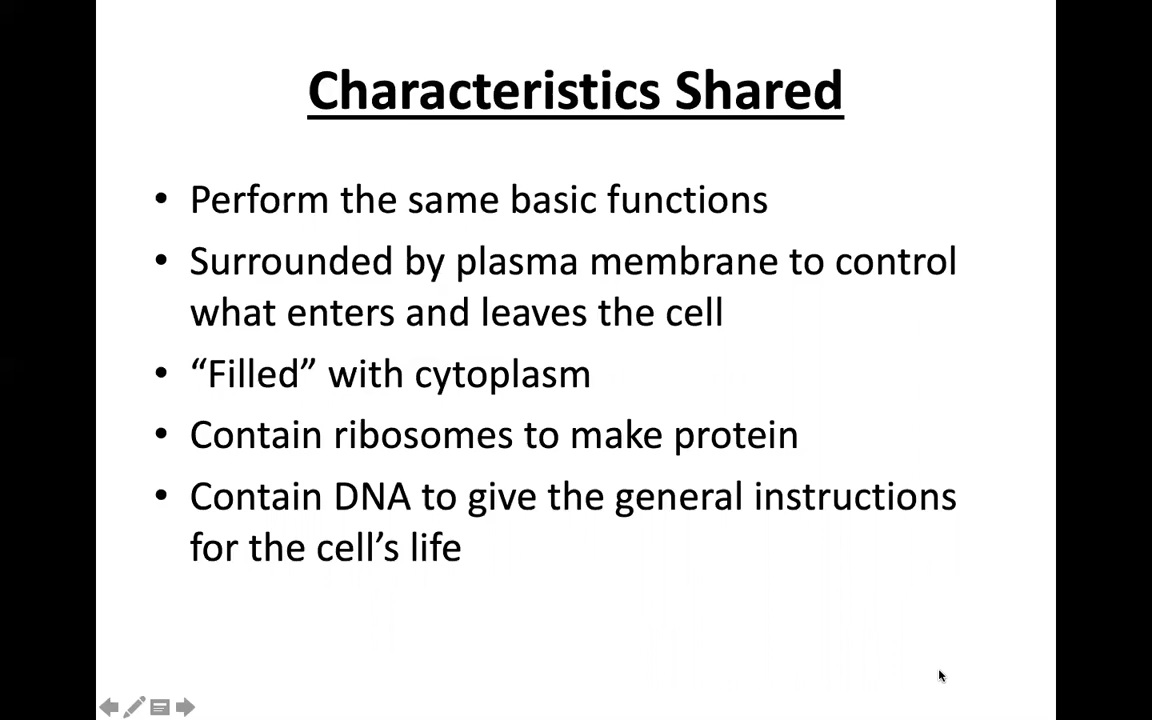 Characteristics Shared
• Perform the same basic functions
• Surrounded by plasma membrane to control
what enters and leaves the cell
• “Filled” with cytoplasm
• Contain ribosomes to make protein
• Contain DNA to give the general instructions
for the cell’s life